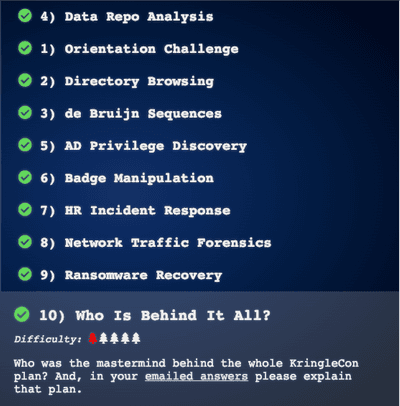 4) Data Repo Analysis
1) Orientation Challenge
2) Directory Browsing
3) de Bruijn Sequences
5) AD Privilege Discovery
6) Badge Manipulation
7) HR Incident Response
8) Network Traffic Forensics
9) Ransomware Recovery
10) Who Is Behind It All?
Difficulty:
Who was the mastermind behind the whole KringleCon
plan? And, in your emailed answers please explain
that plan.